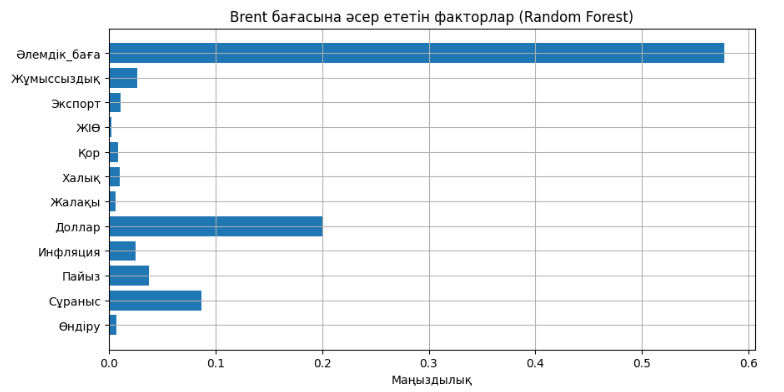 Brent бағасына әсер ететін факторлар (Random Forest)
Әлемдік_баға
Жұмыссыздық
Экспорт
ЖІӨ
Қор
Халық
Жалақы
Доллар
Инфляция
Пайыз
Сұраныс
Өндіру
0.0 0.1 0.2 0.3 0.4 0.5 0.6
Маңыздылық